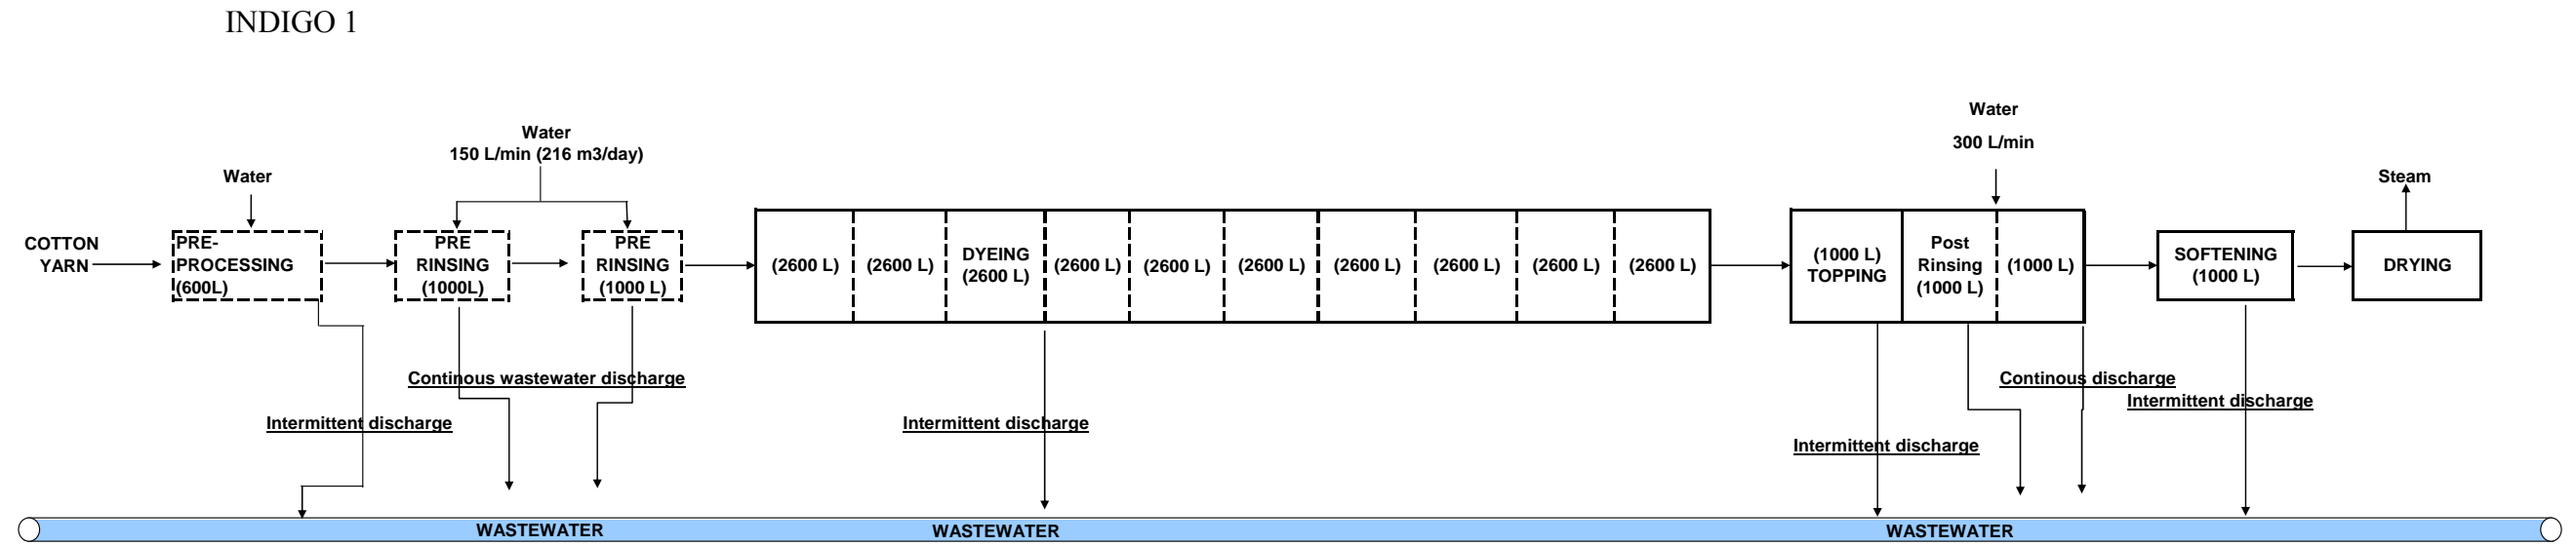 INDIGO 1
Water
150 L/min (216 m3/day)
Water
300 L/min
Water
Steam
COTTON
YARN
PRE-
PROCESSING
(600L)
PRE
RINSING
(1000L)
PRE
RINSING
(1000 L)
(2600 L)
(2600 L)
DYEING
(2600 L)
(2600 L)
(2600 L)
(2600 L)
(2600 L)
(2600 L)
(2600 L)
(2600 L)
(1000 L)
TOPPING
Post
Rinsing
(1000 L)
(1000 L)
SOFTENING
(1000 L)
DRYING
Continous wastewater discharge
Intermittent discharge
Intermittent discharge
Continous discharge
Intermittent discharge
Intermittent discharge
WASTEWATER
WASTEWATER
WASTEWATER